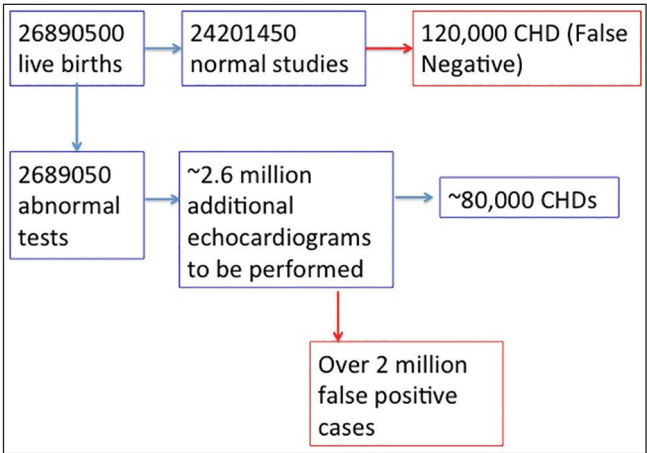 26890500
live births
24201450
normal studies
120,000 CHD (False
Negative)
2689050
abnormal
tests
~2.6 million
additional
echocardiograms
to be performed
~80,000 CHDs
Over 2 million
false positive
cases